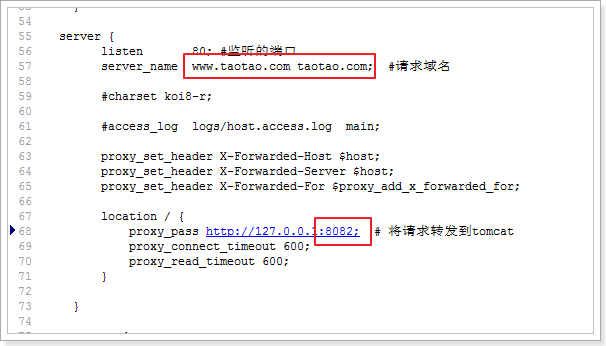 54
55 server {
56 listen 80; #监听的端口
57 server_name www.taotao.com taotao.com; #请求域名
58
59 #charset koi8-r;
60
61 #access_log logs/host.access.log main;
62
63 proxy_set_header X-Forwarded-Host $host;
64 proxy_set_header X-Forwarded-Server $host;
65 proxy_set_header X-Forwarded-For $proxy_add_x_forwarded_for;
66
67 location / {
68 proxy_pass http://127.0.0.1:8082; # 将请求转发到tomcat
69 proxy_connect_timeout 600;
70 proxy_read_timeout 600;
71 }
72
73 }
74